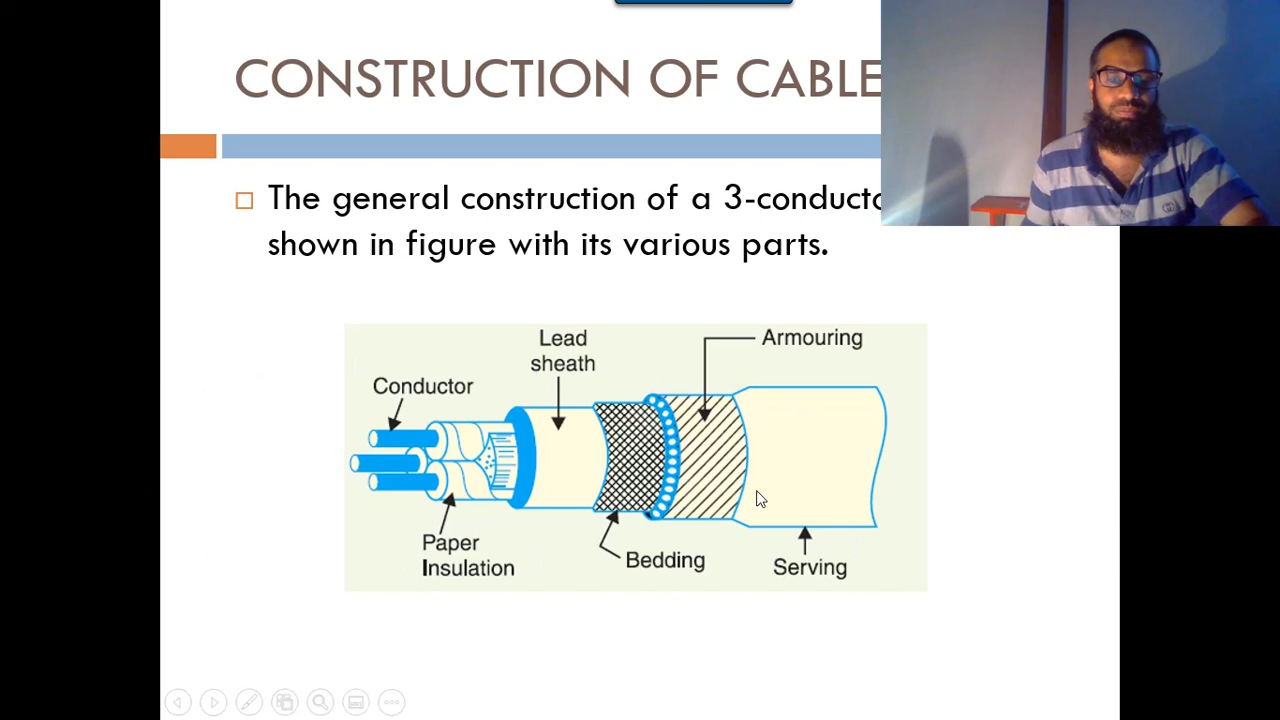 CONSTRUCTION OF CABLE
The general construction of a 3-conducto
shown in figure with its various parts.
Lead
sheath
Armouring
Conductor
Paper
Insulation
Bedding
Serving